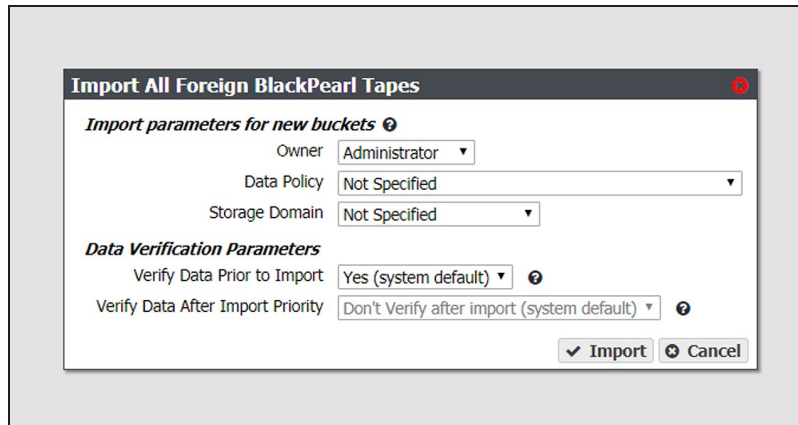 Import All Foreign BlackPearl Tapes
Import parameters for new buckets
Owner Administrator
Data Policy Not Specified
Storage Domain Not Specified
Data Verification Parameters
Verify Data Prior to Import Yes (system default)
Verify Data After Import Priority Don't Verify after import (system default)
Import Cancel